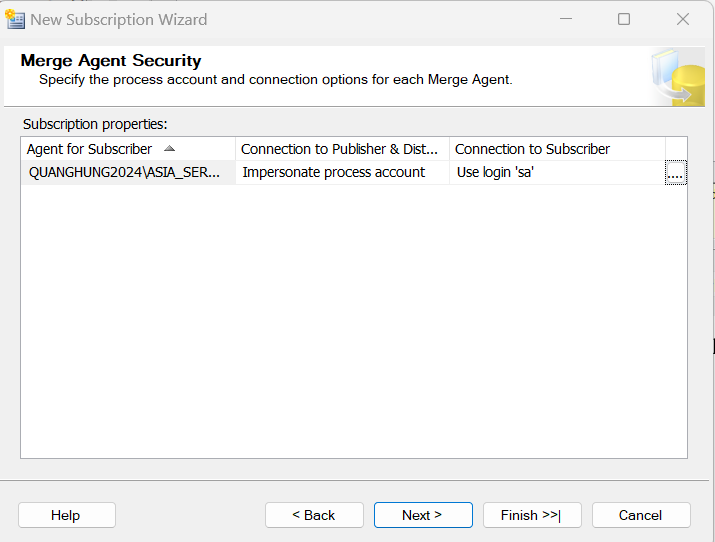 New Subscription Wizard
Merge Agent Security
Specify the process account and connection options for each Merge Agent.
Subscription properties:
Agent for Subscriber Connection to Publisher & Dist... Connection to Subscriber
QUANGHUNG2024\ASIA_SER... Impersonate process account Use login 'sa' ....
Help < Back Next > Finish >>| Cancel